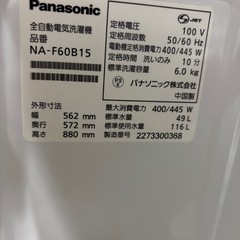 Panasonic
全自動電気洗濯機
品番
NA-F60B15
外形寸法
幅 562 mm
奥行 572 mm
高さ 880 mm
JET
定格電圧 100 V
定格周波数 50/60 Hz
電動機定格消費電力 400/445 W
定格時間 洗いのみ 10 分
標準洗濯容量 6.0 kg
パナソニック株式会社
中国製
最大消費電力 400/445 W
標準水量 49 L
標準使用水量 116 L
製造番号 2273300368